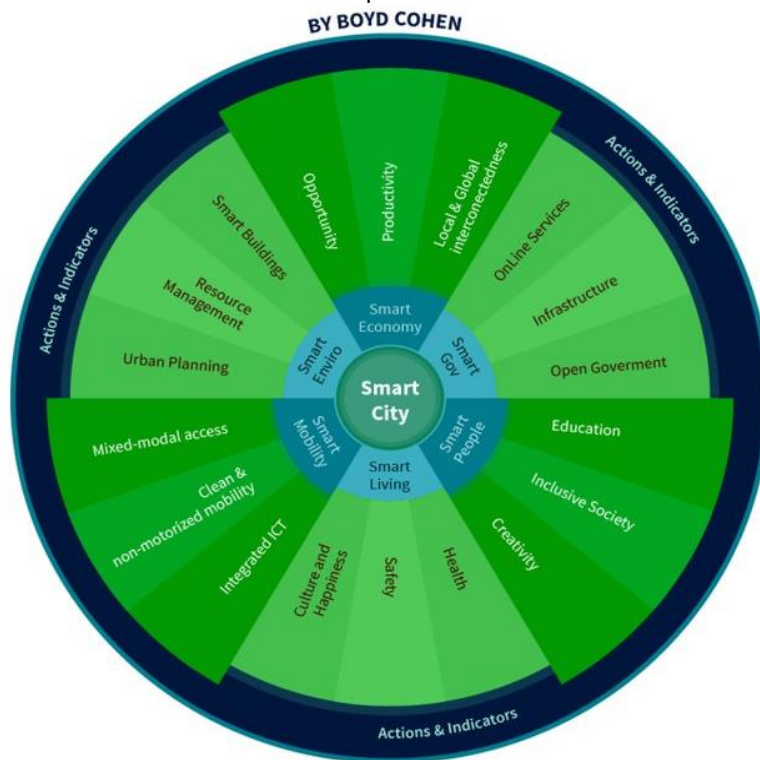 BY BOYD COHEN
Actions & Indicators
Actions & Indicators
Actions & Indicators
Opportunity
Productivity
Local & Global
interconectedness
OnLine Services
Infrastructure
Open Goverment
Education
Inclusive Society
Creativity
Health
Safety
Culture and
Happiness
Integrated ICT
Clean &
non-motorized mobility
Mixed-modal access
Urban Planning
Resource
Management
Smart Buildings
Smart
Economy
Smart
Gov
Smart
People
Smart
Living
Smart
Mobility
Smart
Enviro
Smart
City